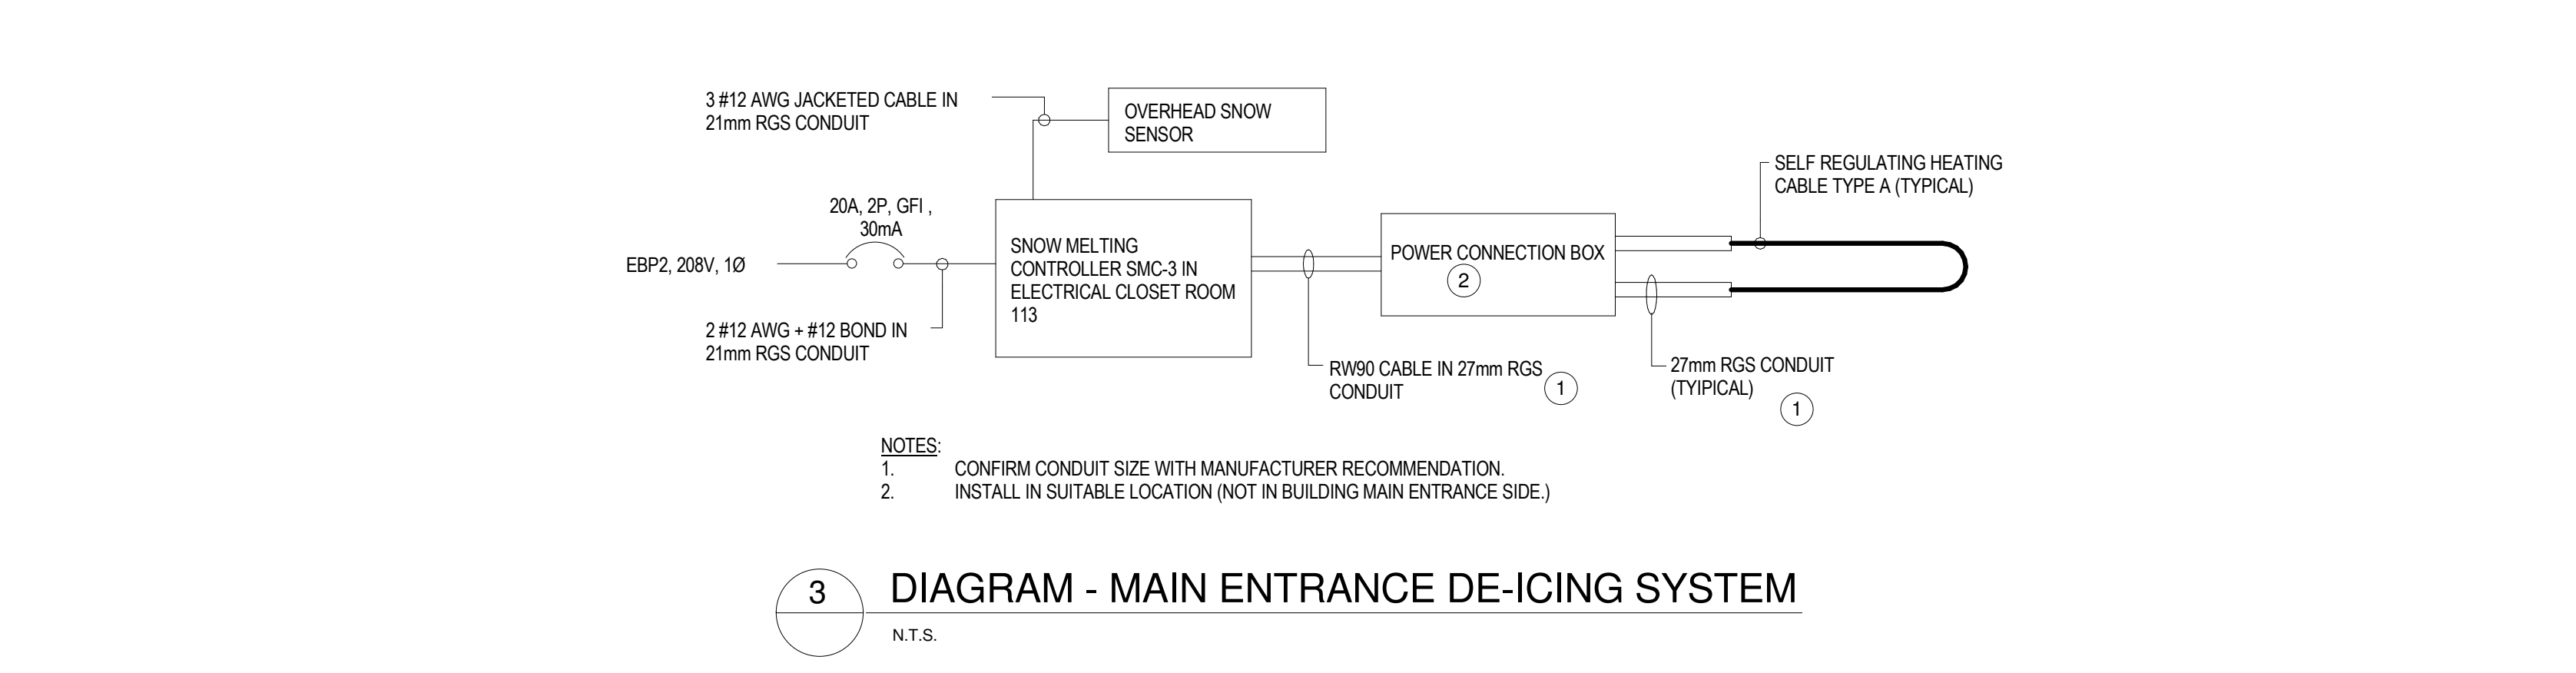 3 #12 AWG JACKETED CABLE IN
21mm RGS CONDUIT
OVERHEAD SNOW
SENSOR
SELF REGULATING HEATING
CABLE TYPE A (TYPICAL)
20A, 2P, GFI ,
30mA
EBP2, 208V, 1Ø
SNOW MELTING
CONTROLLER SMC-3 IN
ELECTRICAL CLOSET ROOM
113
POWER CONNECTION BOX
2
2 #12 AWG + #12 BOND IN
21mm RGS CONDUIT
RW90 CABLE IN 27mm RGS
CONDUIT
1
27mm RGS CONDUIT
(TYIPICAL)
1
NOTES:
1. CONFIRM CONDUIT SIZE WITH MANUFACTURER RECOMMENDATION.
2. INSTALL IN SUITABLE LOCATION (NOT IN BUILDING MAIN ENTRANCE SIDE.)
3
DIAGRAM - MAIN ENTRANCE DE-ICING SYSTEM
N.T.S.